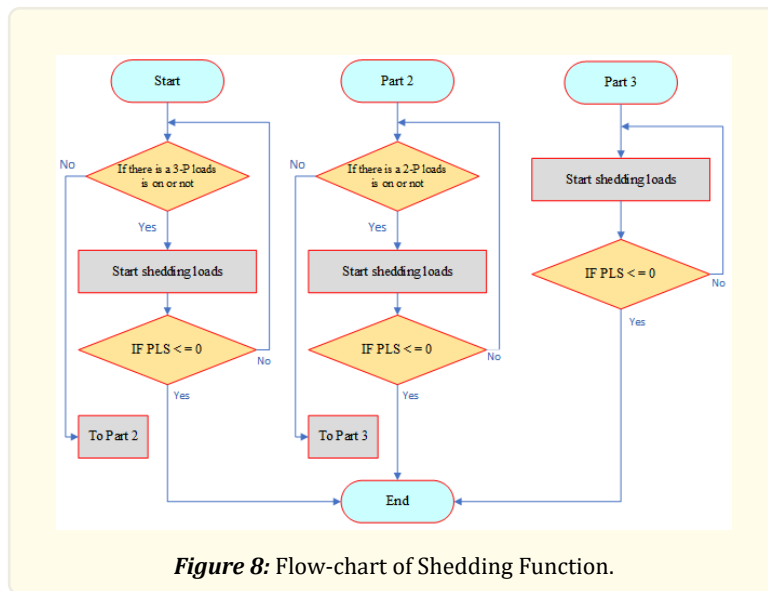 Start
No
If there is a 3-P loads
is on or not
Yes
Start shedding loads
IF PLS < = 0
No
Yes
To Part 2
Part 2
No
If there is a 2-P loads
is on or not
Yes
Start shedding loads
IF PLS < = 0
No
Yes
To Part 3
Part 3
Start shedding loads
IF PLS < = 0
No
Yes
End
Figure 8: Flow-chart of Shedding Function.